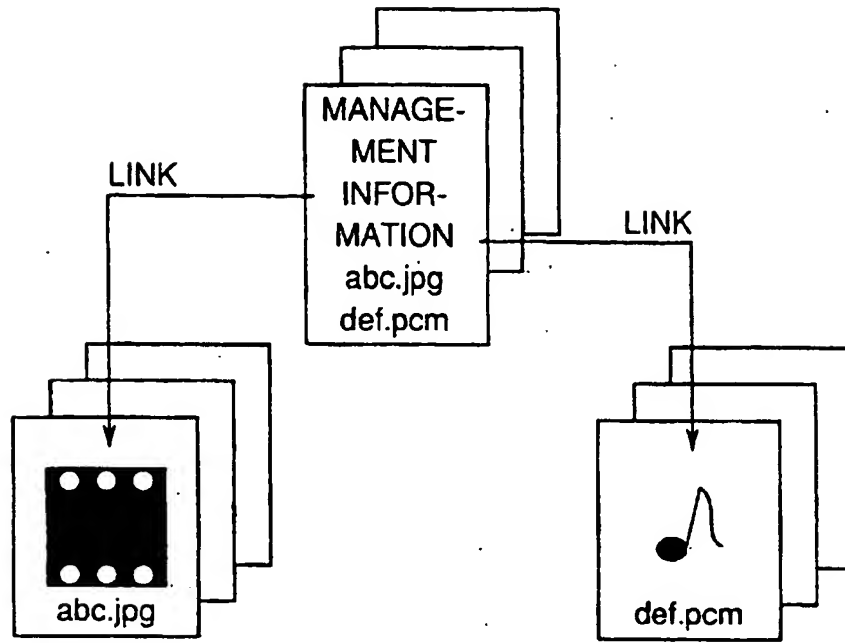 MANAGE-
MENT
INFOR-
MATION
abc.jpg
def.pcm
LINK
LINK
abc.jpg
def.pcm